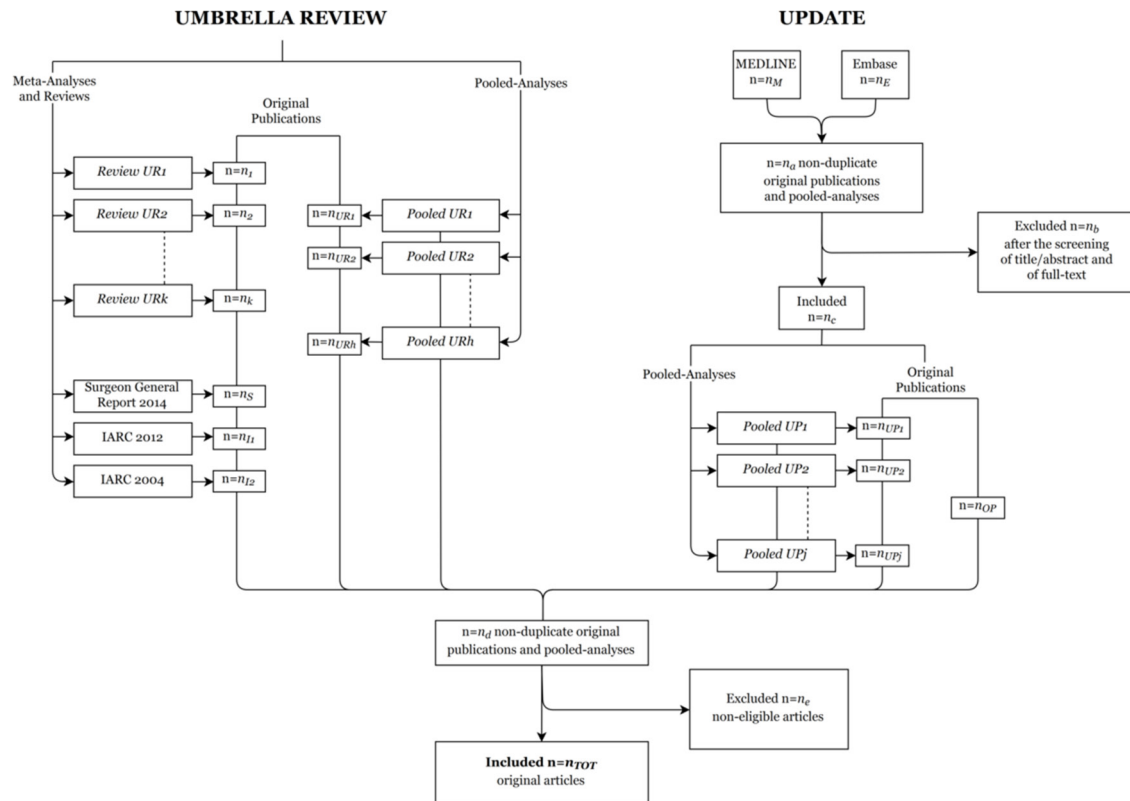 UMBRELLA REVIEW
Meta-Analyses
and Reviews
Original
Publications
Pooled-Analyses
Review UR1
n=n1
Review UR2
n=n2
n=nUR1
Pooled UR1
n=nUR2
Pooled UR2
Review URk
n=nk
n=nURh
Pooled URh
Surgeon General
Report 2014
n=nS
IARC 2012
n=nI1
IARC 2004
n=nI2
UPDATE
MEDLINE
n=nM
Embase
n=nE
n=na non-duplicate
original publications
and pooled-analyses
Excluded n=nb
after the screening
of title/abstract and
of full-text
Included
n=nc
Pooled-Analyses
Original
Publications
Pooled UP1
n=nUP1
Pooled UP2
n=nUP2
n=nOP
Pooled UPj
n=nUPj
n=nd non-duplicate original
publications and pooled-analyses
Excluded n=ne
non-eligible articles
Included n=nTOT
original articles